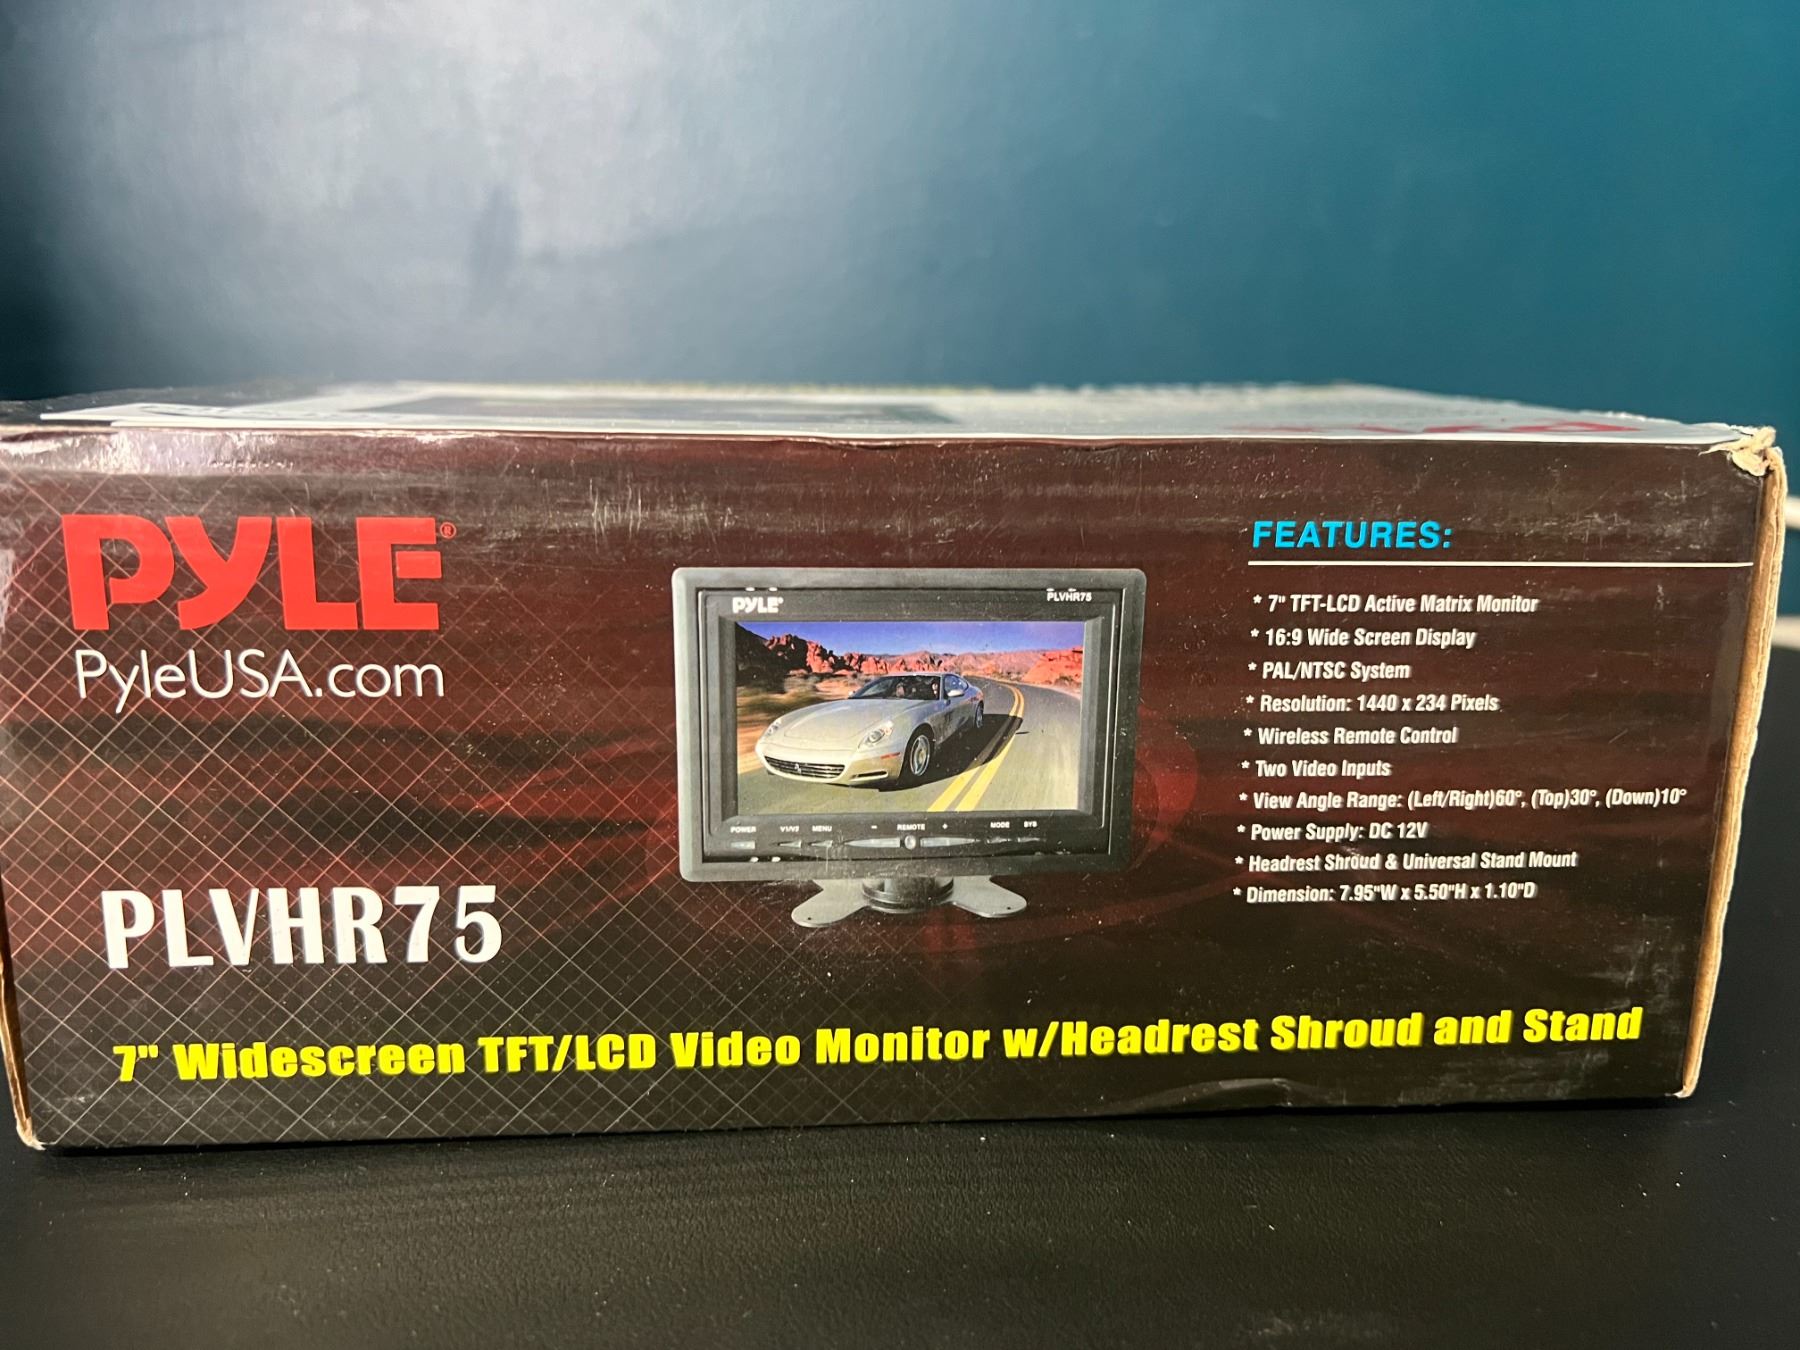 PYLE®
PyleUSA.com
PLVHR75
PYLE® PLVHR75
POWER V1/V2 MENU − REMOTE + MODE SYS
FEATURES:
* 7" TFT-LCD Active Matrix Monitor
* 16:9 Wide Screen Display
* PAL/NTSC System
* Resolution: 1440 x 234 Pixels
* Wireless Remote Control
* Two Video Inputs
* View Angle Range: (Left/Right)60°, (Top)30°, (Down)10°
* Power Supply: DC 12V
* Headrest Shroud & Universal Stand Mount
* Dimension: 7.95"W x 5.50"H x 1.10"D
7" Widescreen TFT/LCD Video Monitor w/Headrest Shroud and Stand